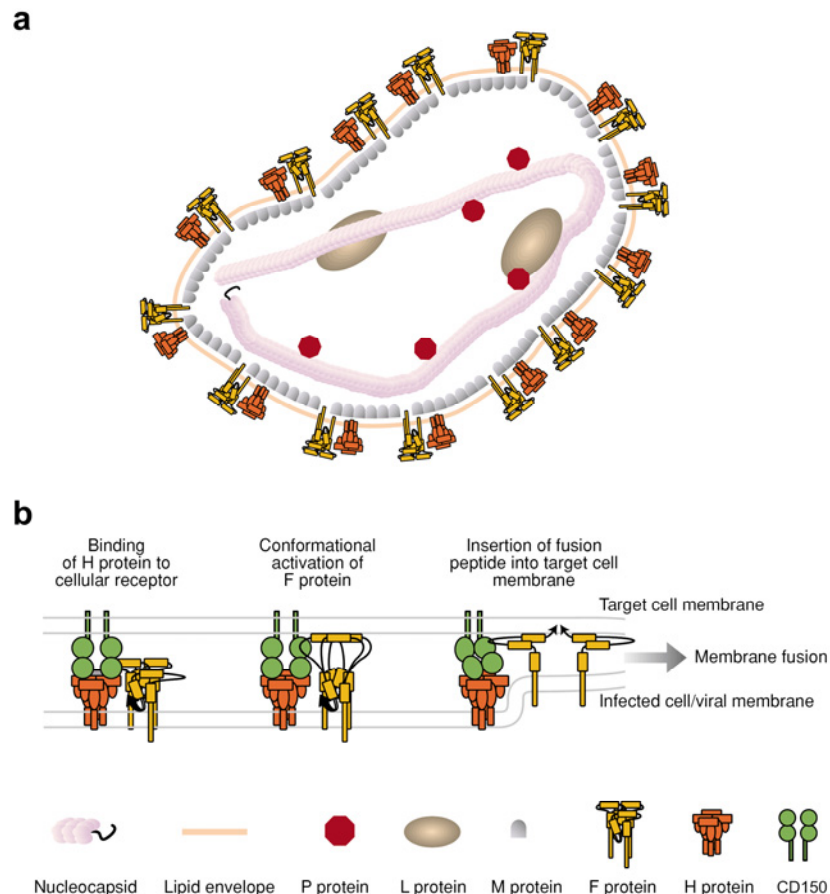 a
b
Binding
of H protein to
cellular receptor
Conformational
activation of
F protein
Insertion of fusion
peptide into target cell
membrane
Target cell membrane
Membrane fusion
Infected cell/viral membrane
Nucleocapsid
Lipid envelope
P protein
L protein
M protein
F protein
H protein
CD150